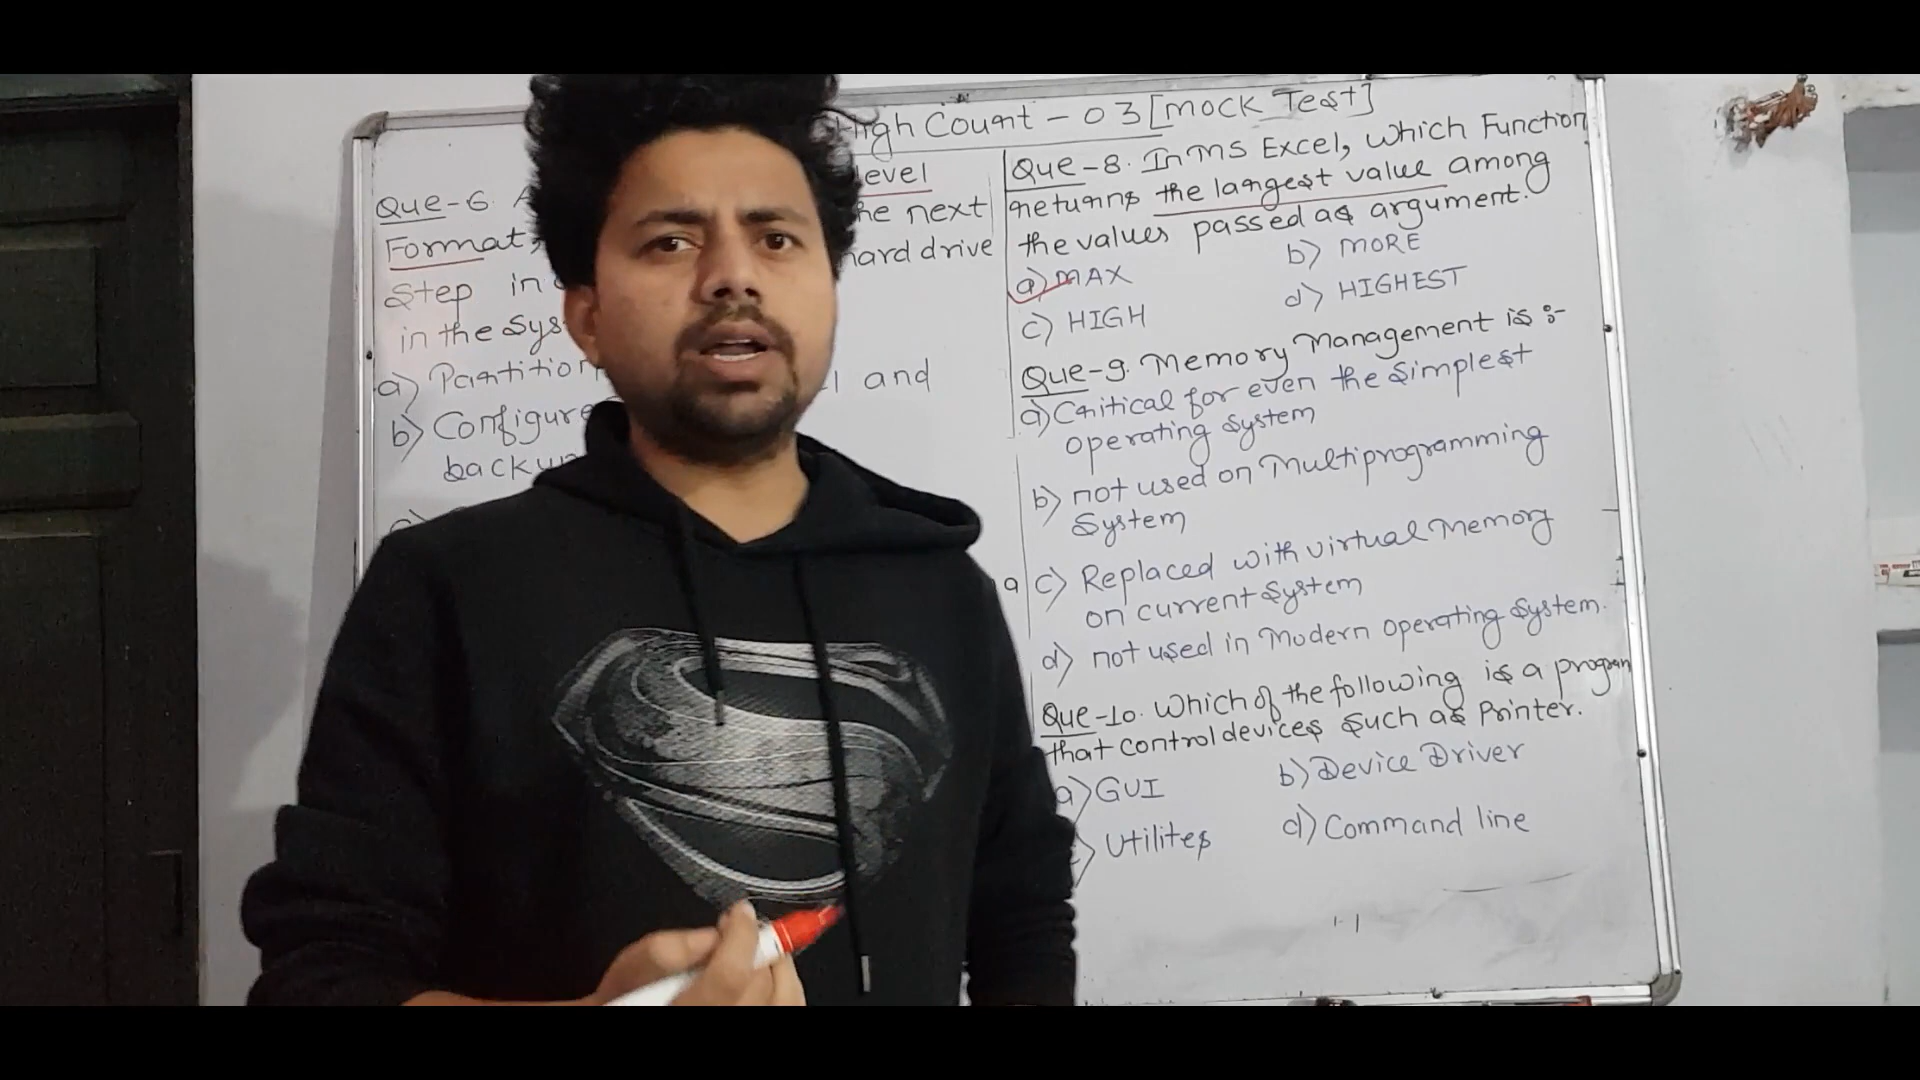 High Court - 03 [Mock Test]
Que-6.
level
Format,
he next
Step in
hard drive
in the Sys
a) Partition
1 and
b) Configure
backup
Que-8. In MS Excel, which Function
returns the largest value among
the values passed as argument.
a) MAX
b) MORE
c) HIGH
d) HIGHEST
Que-9. Memory Management is :-
a) Critical for even the Simplest
operating System
b) not used on Multiprogramming
System
c) Replaced with virtual Memory
on current System
d) not used in Modern operating System.
Que-10. Which of the following is a program
that control devices Such as Printer.
a) GUI
b) Device Driver
c) Utilites
d) Command line